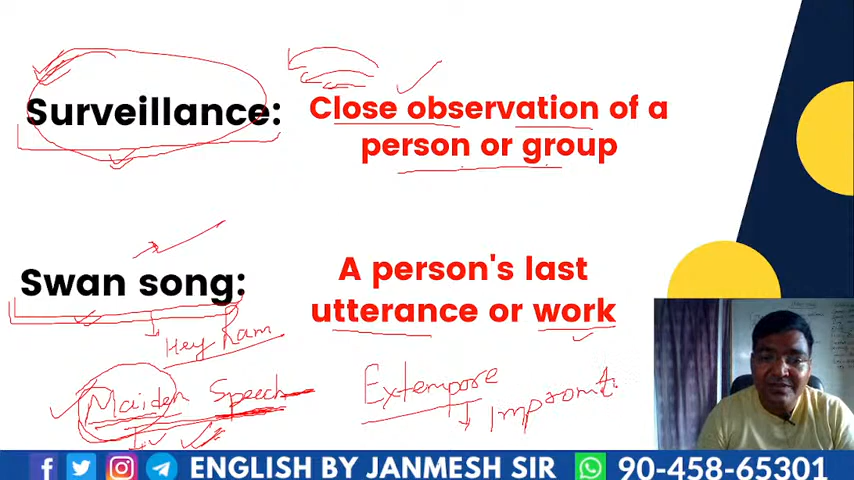 Surveillance:
Close observation of a
person or group
Swan song:
A person's last
utterance or work
Hey Ram
Maiden Speech
Extempore
ENGLISH BY JANMESH SIR
90-458-65301